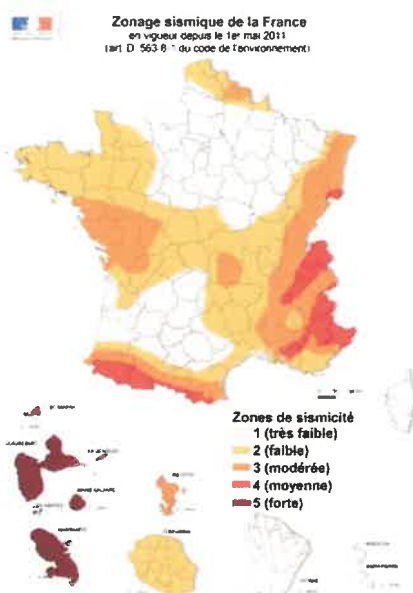 Zonage sismique de la France
en vigueur depuis le 1er mai 2011
(art. D. 563-8-1 du code de l'environnement)
Zones de sismicité
1 (très faible)
2 (faible)
3 (modérée)
4 (moyenne)
5 (forte)